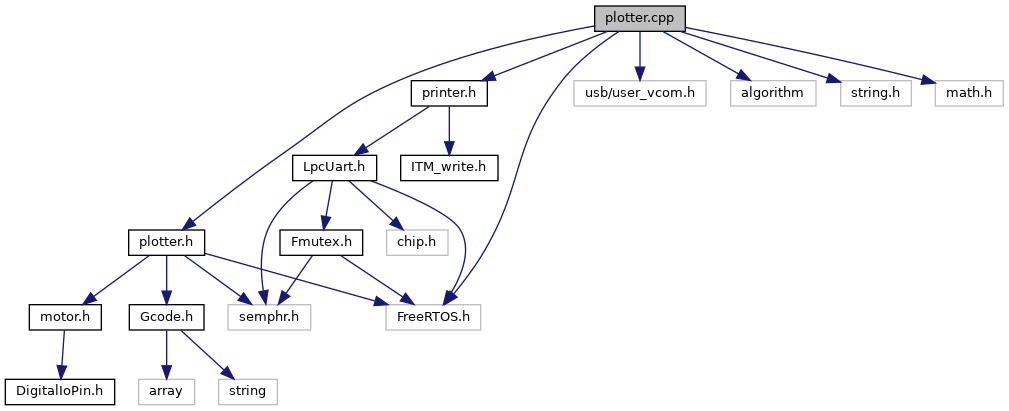 plotter.cpp
printer.h
usb/user_vcom.h
algorithm
string.h
math.h
LpcUart.h
ITM_write.h
plotter.h
Fmutex.h
chip.h
motor.h
Gcode.h
semphr.h
FreeRTOS.h
DigitalIoPin.h
array
string